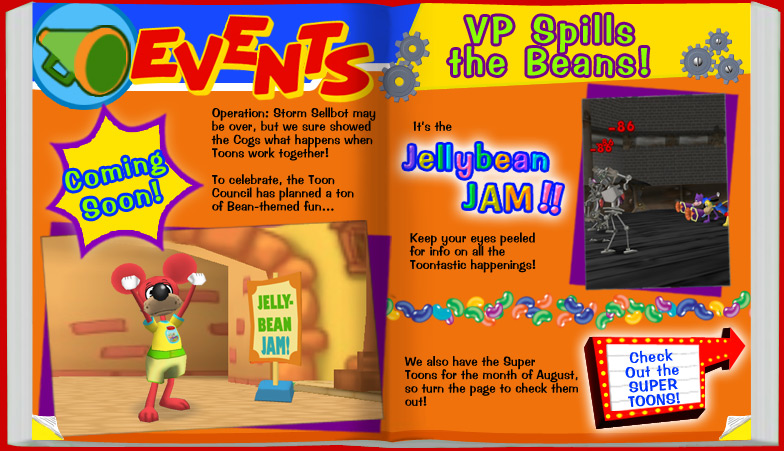 EVENTS
Operation: Storm Sellbot may
be over, but we sure showed
the Cogs what happens when
Toons work together!
To celebrate, the Toon
Council has planned a ton
of Bean-themed fun...
Coming
Soon!
JELLY-
BEAN
JAM!
VP Spills
the Beans!
It's the
Jellybean
JAM!!
-86
-86
Keep your eyes peeled
for info on all the
Toontastic happenings!
We also have the Super
Toons for the month of August,
so turn the page to check them
out!
Check
Out the
SUPER
TOONS!